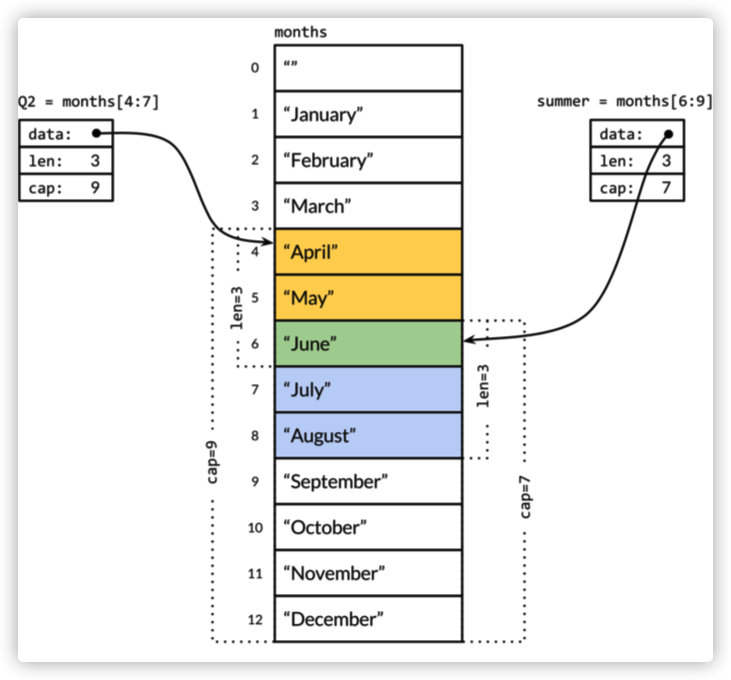 months
0 “”
Q2 = months[4:7]
summer = months[6:9]
1 “January”
data:
data:
len: 3
2 “February”
len: 3
cap: 9
cap: 7
3 “March”
4 “April”
5 “May”
len=3
6 “June”
7 “July”
len=3
8 “August”
cap=9
9 “September”
cap=7
10 “October”
11 “November”
12 “December”